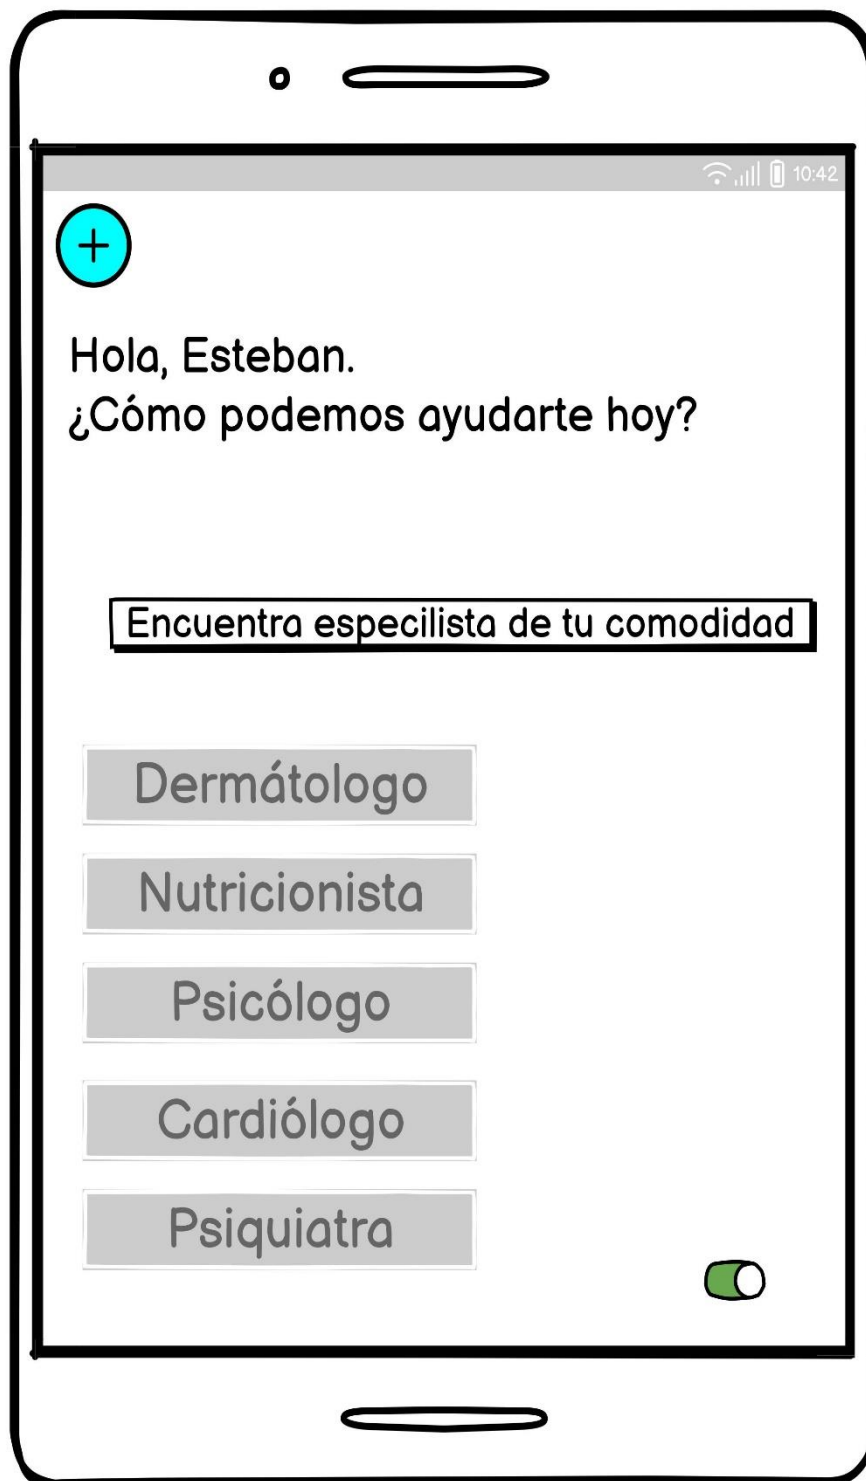 10:42
+
Hola, Esteban.
¿Cómo podemos ayudarte hoy?
Encuentra especilista de tu comodidad
Dermátologo
Nutricionista
Psicólogo
Cardiólogo
Psiquiatra